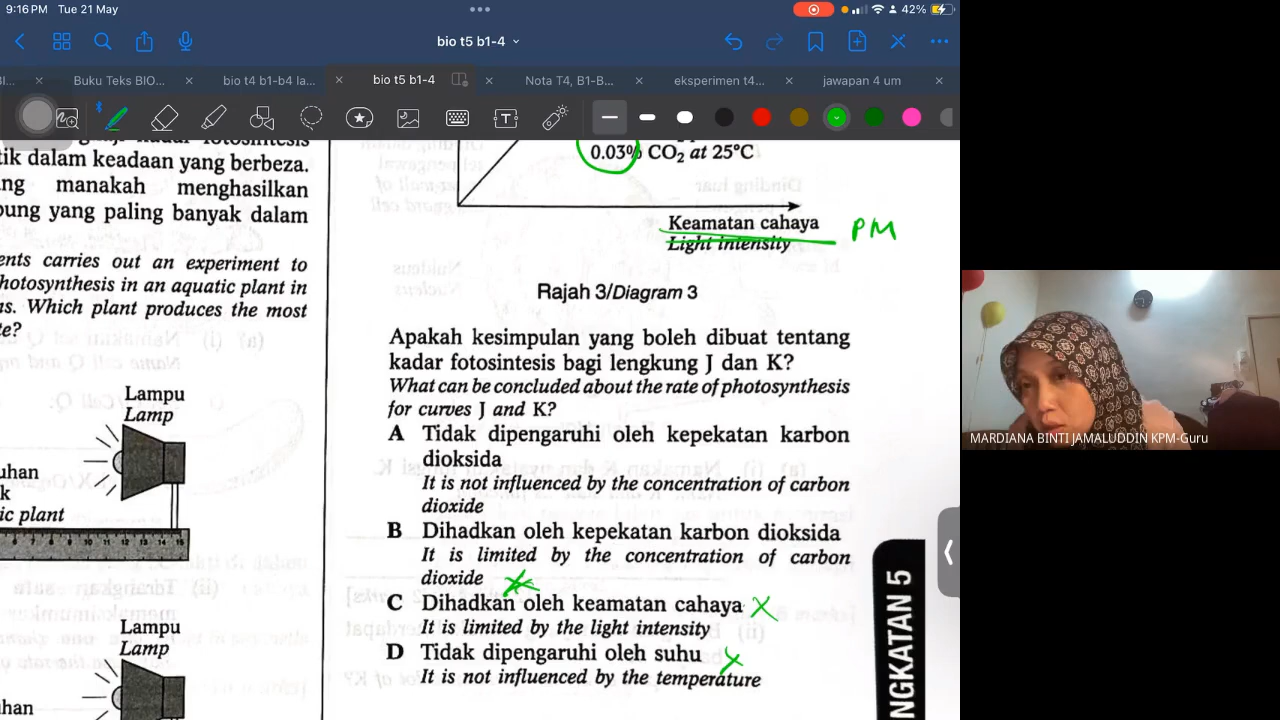 9:16 PM Tue 21 May
42%
bio t5 b1-4
Buku Teks BIO...
bio t4 b1-b4 la...
bio t5 b1-4
Nota T4, B1-B...
eksperimen t4...
jawapan 4 um
tik dalam keadaan yang berbeza.
ng manakah menghasilkan
oung yang paling banyak dalam
ents carries out an experiment to
hotosynthesis in an aquatic plant in
ns. Which plant produces the most
te?
Lampu
Lamp
uhan
k
ic plant
Lampu
Lamp
han
0.03% CO₂ at 25°C
Keamatan cahaya PM
Light intensity
Rajah 3/Diagram 3
Apakah kesimpulan yang boleh dibuat tentang
kadar fotosintesis bagi lengkung J dan K?
What can be concluded about the rate of photosynthesis
for curves J and K?
A Tidak dipengaruhi oleh kepekatan karbon
dioksida
It is not influenced by the concentration of carbon
dioxide
B Dihadkan oleh kepekatan karbon dioksida
It is limited by the concentration of carbon
dioxide
C Dihadkan oleh keamatan cahaya
It is limited by the light intensity
D Tidak dipengaruhi oleh suhu
It is not influenced by the temperature
NGKATAN 5
MARDIANA BINTI JAMALUDDIN KPM-Guru